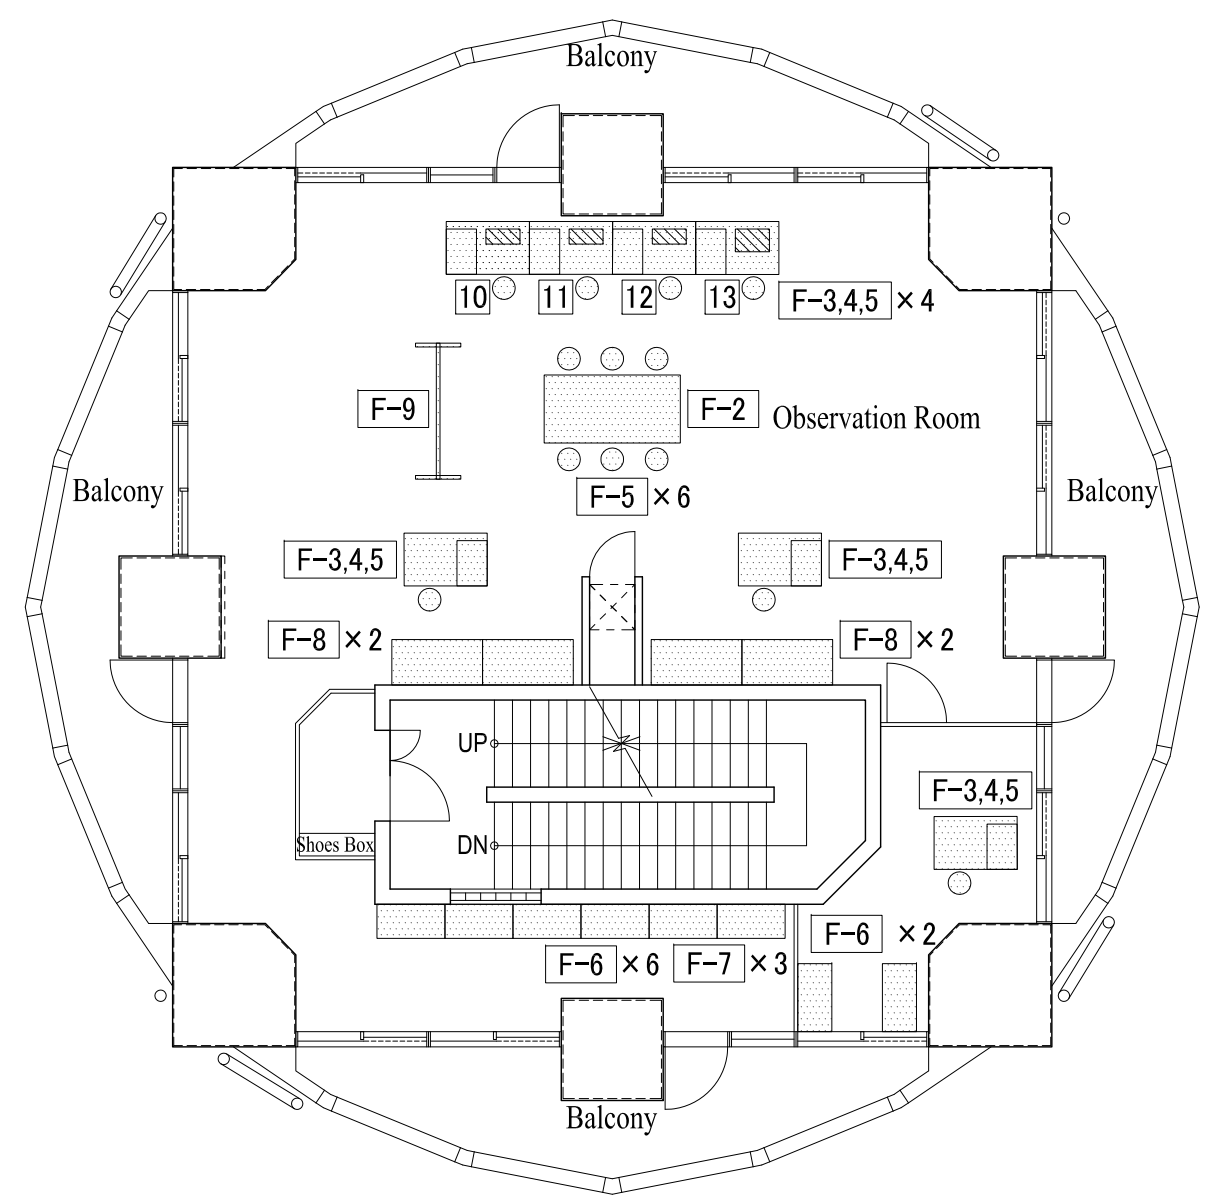 Balcony
10
11
12
13
F-3,4,5 ×4
F-9
F-2
Observation Room
Balcony
Balcony
F-5 ×6
F-3,4,5
F-3,4,5
F-8 ×2
F-8 ×2
UP
F-3,4,5
Shoes Box
DN
F-6 ×2
F-6 ×6
F-7 ×3
Balcony